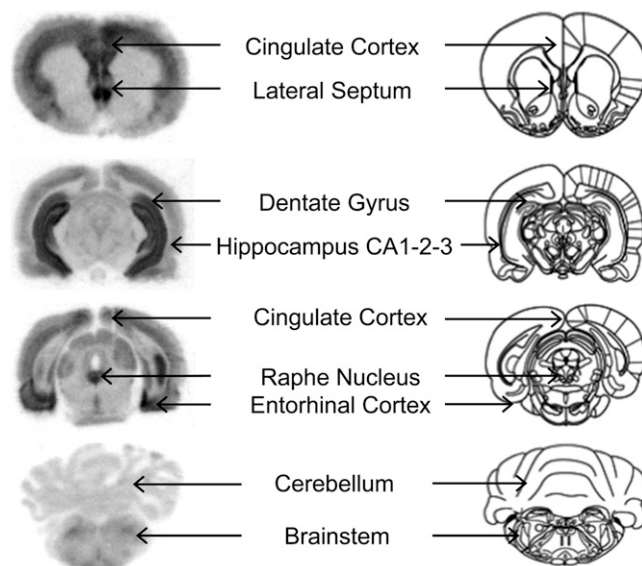 Cingulate Cortex
Lateral Septum
Dentate Gyrus
Hippocampus CA1-2-3
Cingulate Cortex
Raphe Nucleus
Entorhinal Cortex
Cerebellum
Brainstem